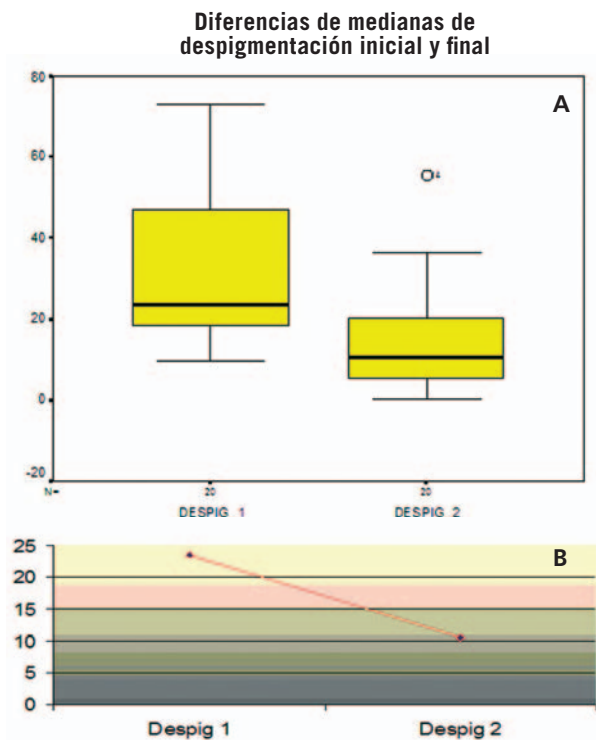 Diferencias de medianas de
despigmentación inicial y final
A
80
60
40
20
0
-20
N= 20 20
DESPIG 1 DESPIG 2
B
25
20
15
10
5
0
Despig 1 Despig 2